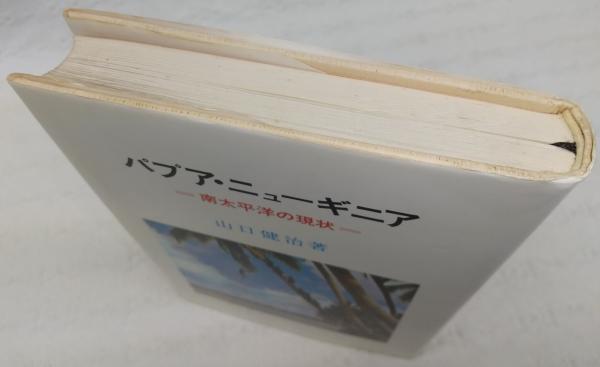 パプア・ニューギニア
—南太平洋の現状—
山口健治著